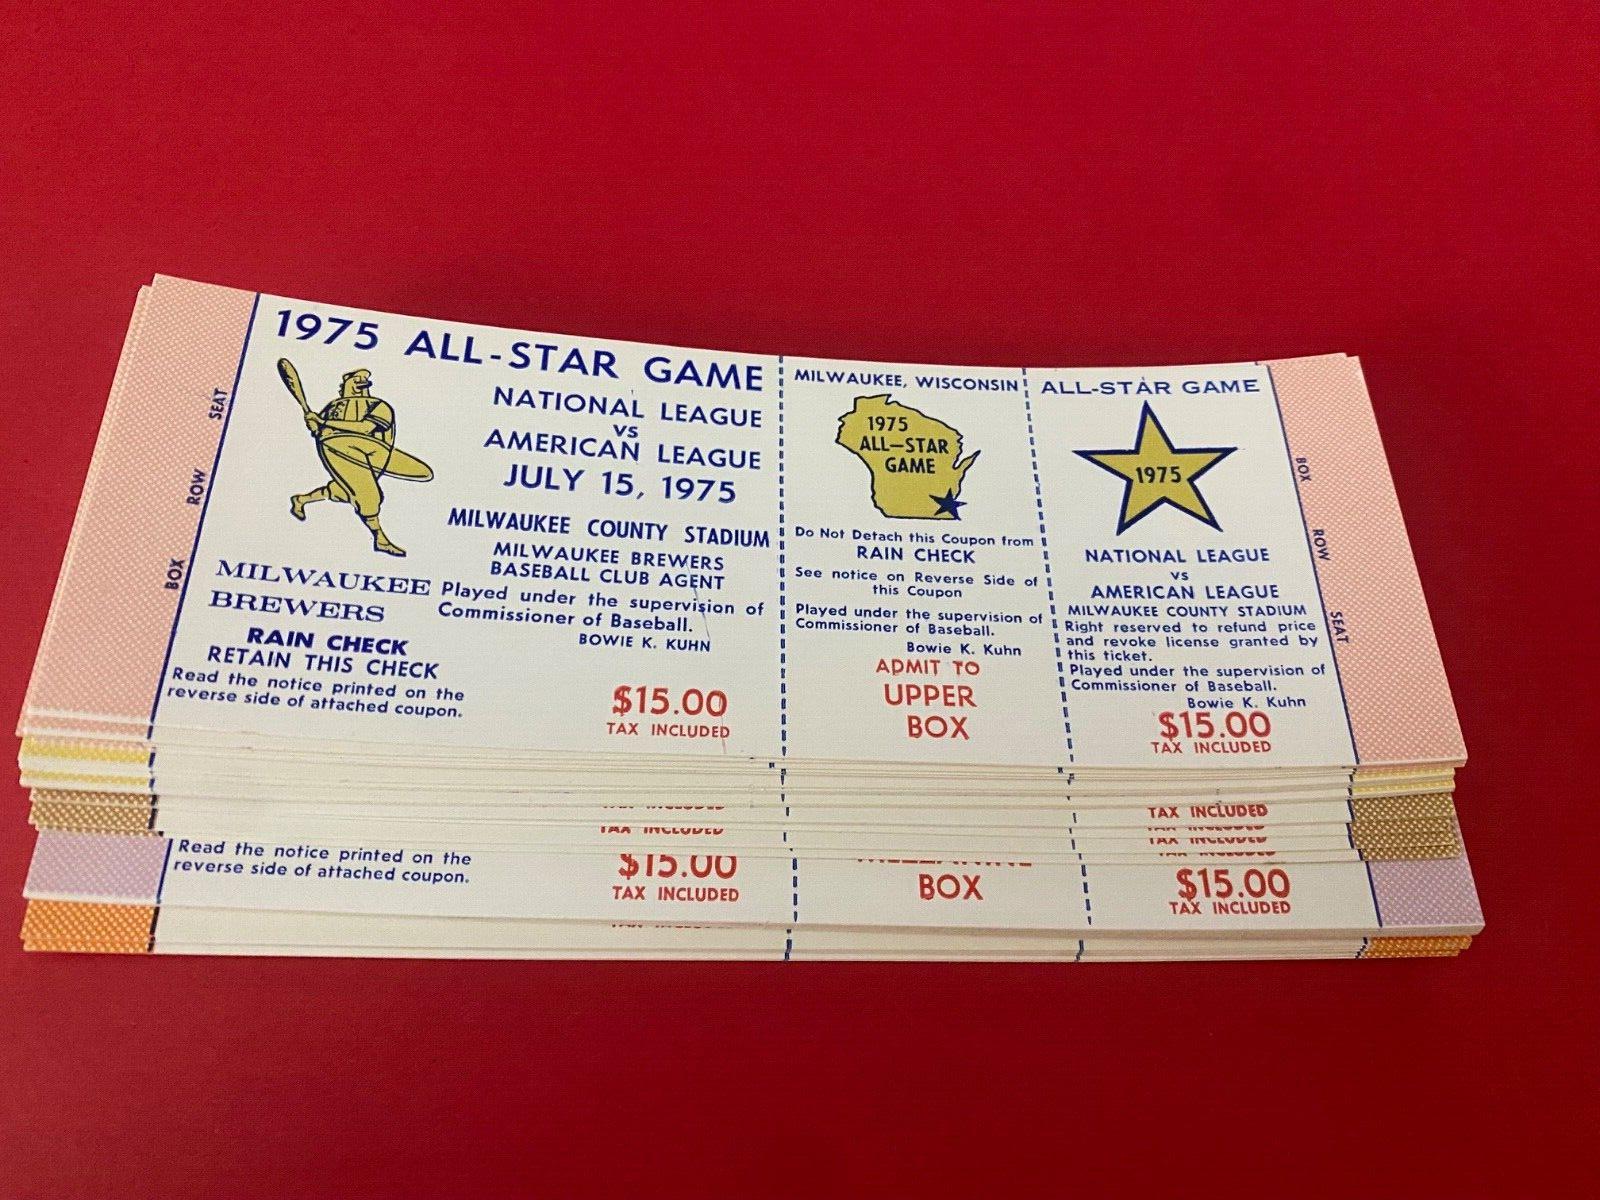 SEAT
ROW
BOX
1975 ALL-STAR GAME
NATIONAL LEAGUE
VS
AMERICAN LEAGUE
JULY 15, 1975
MILWAUKEE COUNTY STADIUM
MILWAUKEE BREWERS
BASEBALL CLUB AGENT
Played under the supervision of
Commissioner of Baseball.
BOWIE K. KUHN
MILWAUKEE
BREWERS
RAIN CHECK
RETAIN THIS CHECK
Read the notice printed on the
reverse side of attached coupon.
$15.00
TAX INCLUDED
MILWAUKEE, WISCONSIN
1975
ALL-STAR
GAME
Do Not Detach this Coupon from
RAIN CHECK
See notice on Reverse Side of
this Coupon
Played under the supervision of
Commissioner of Baseball.
Bowie K. Kuhn
ADMIT TO
UPPER
BOX
ALL-STAR GAME
1975
NATIONAL LEAGUE
VS
AMERICAN LEAGUE
MILWAUKEE COUNTY STADIUM
Right reserved to refund price
and revoke license granted by
this ticket.
Played under the supervision of
Commissioner of Baseball.
Bowie K. Kuhn
$15.00
TAX INCLUDED
BOX
ROW
SEAT
TAX INCLUDED
TAX INCLUDED
Read the notice printed on the
reverse side of attached coupon.
$15.00
TAX INCLUDED
BOX
$15.00
TAX INCLUDED